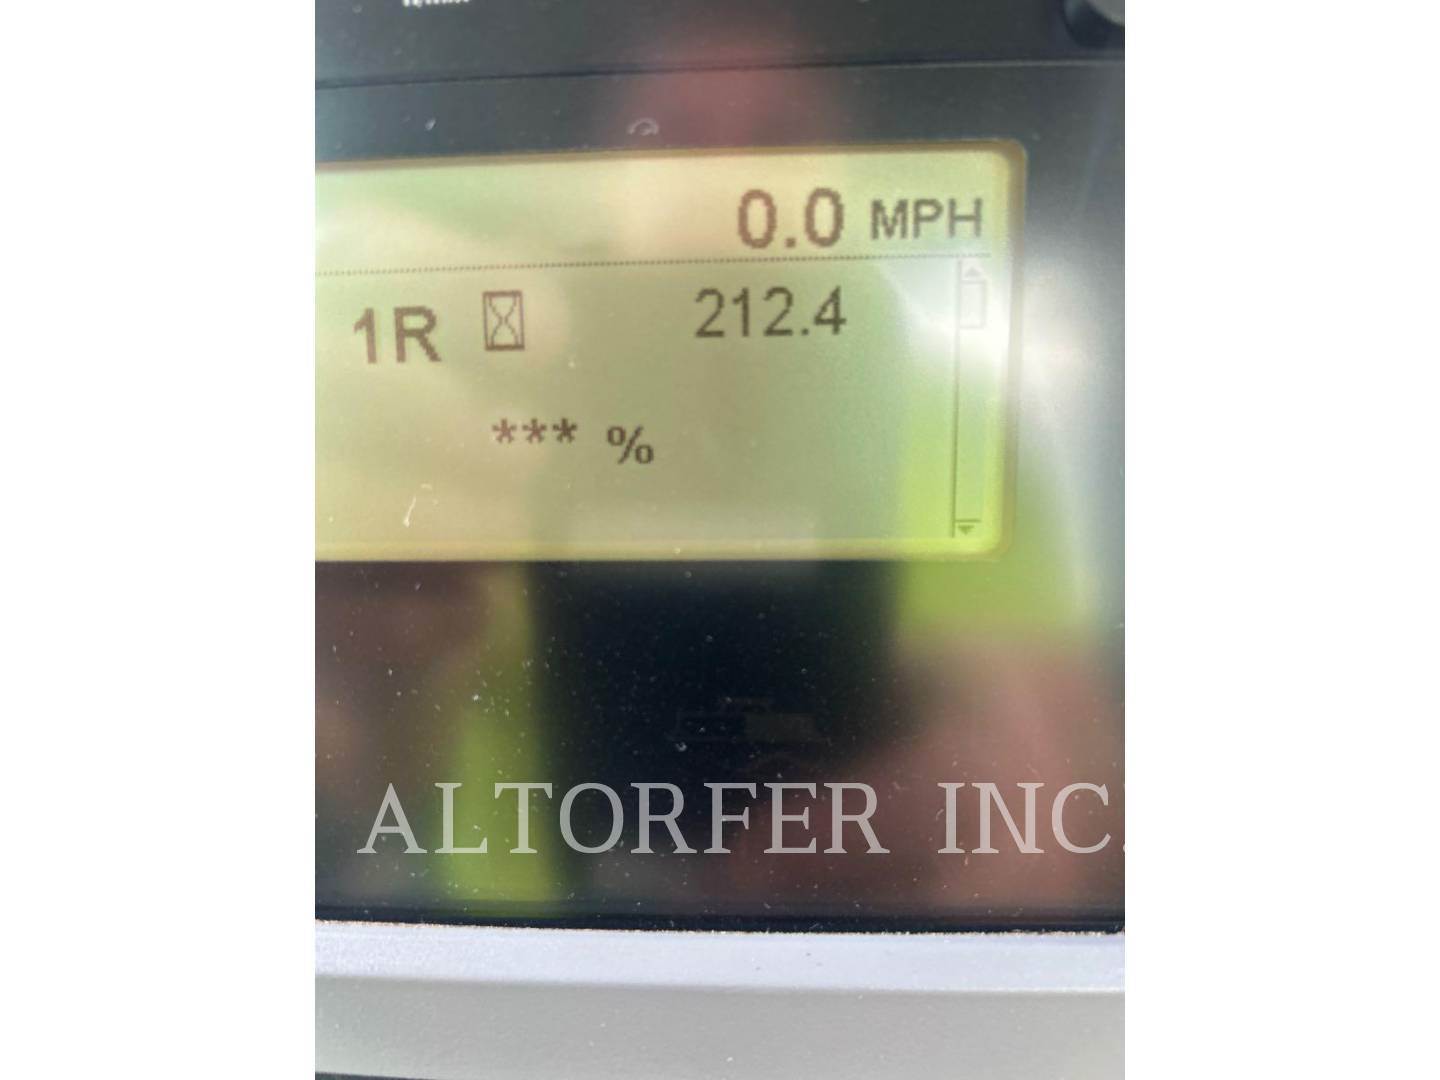 0.0 MPH
1R 212.4
*** %
ALTORFER INC.